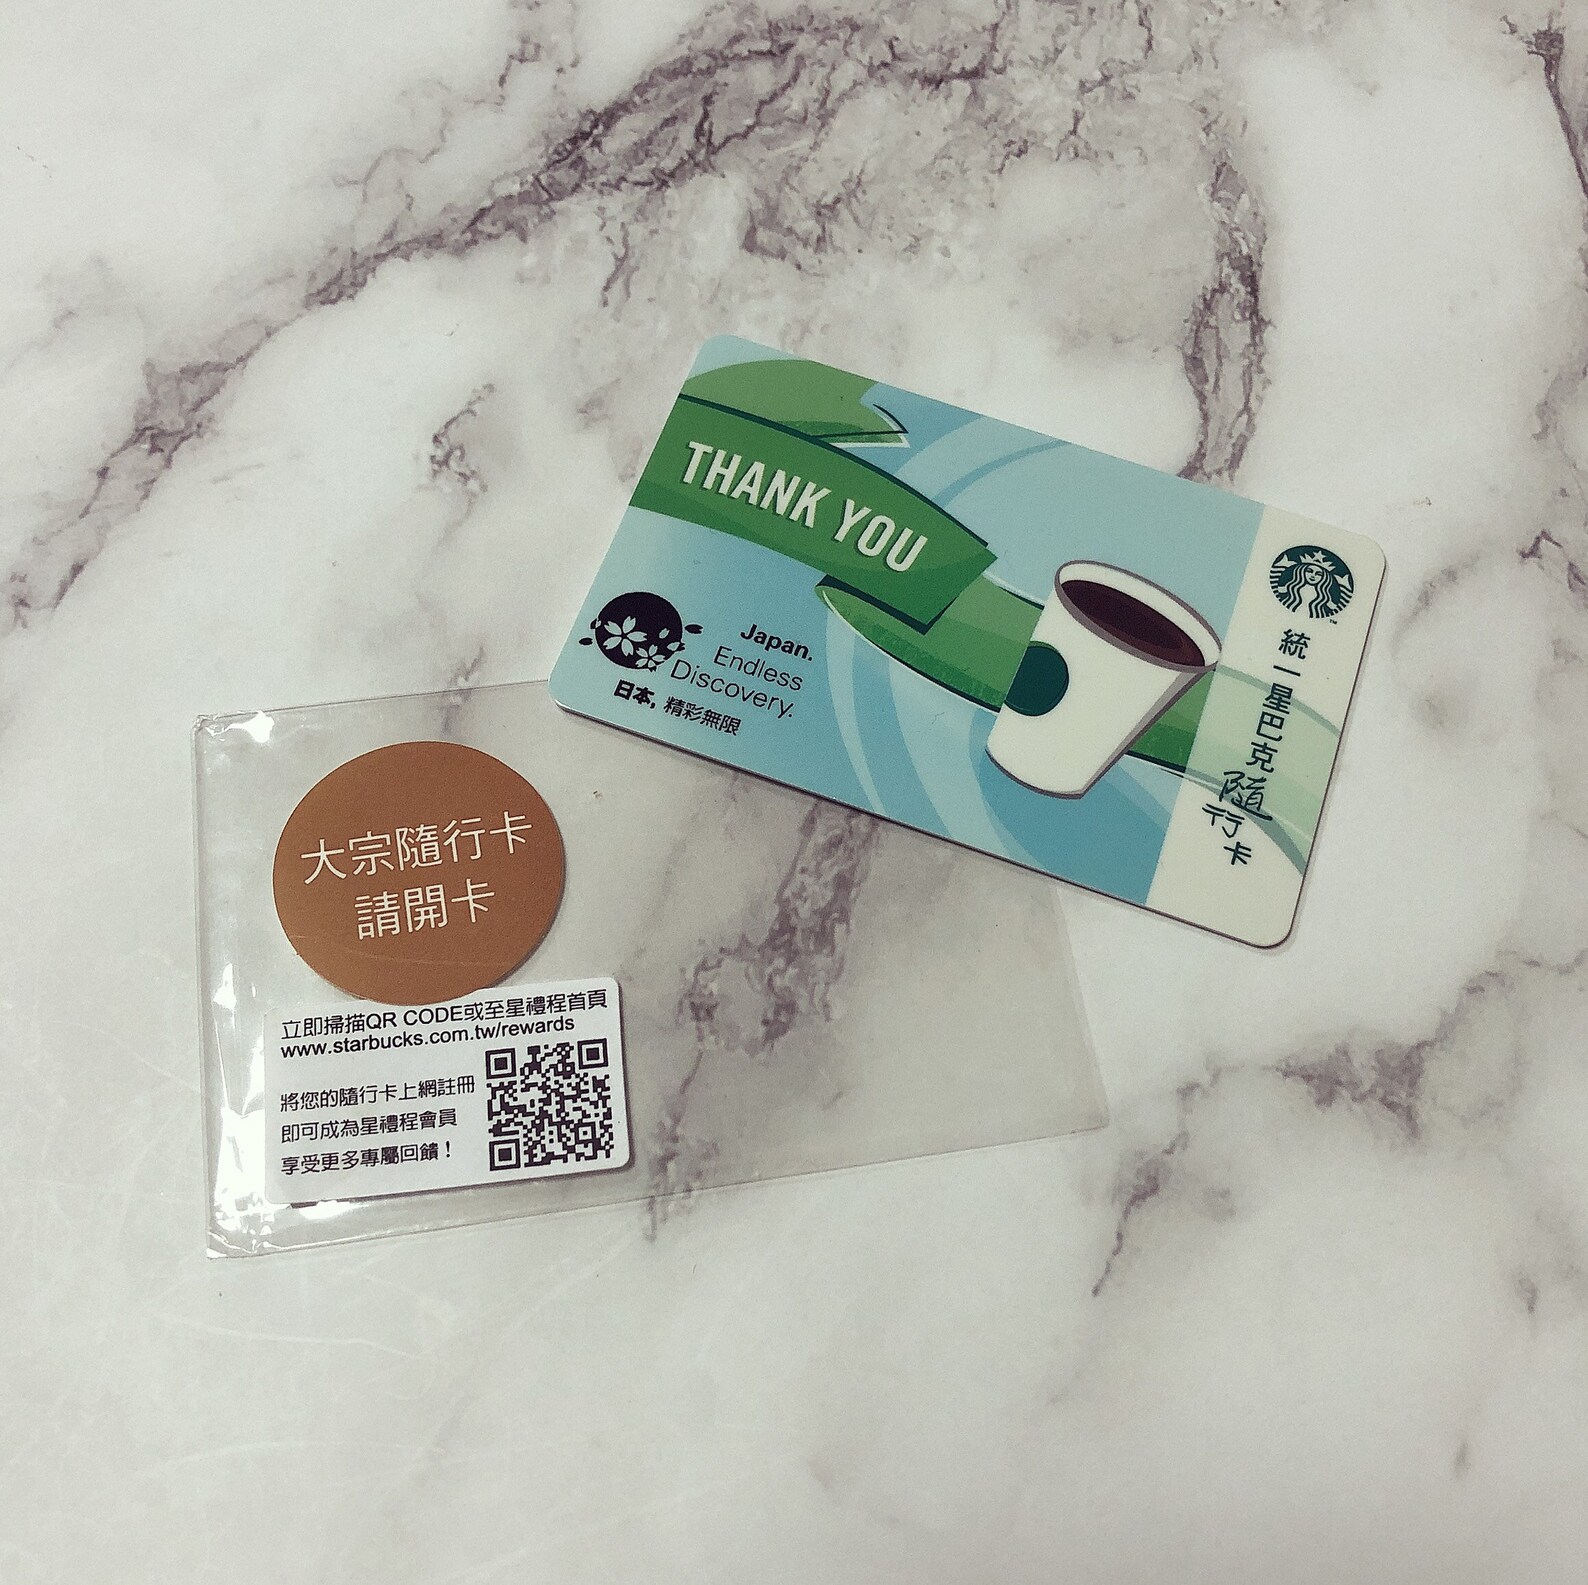 THANK YOU
Japan.
Endless
Discovery.
日本, 精彩無限
統一星巴克隨行卡
大宗隨行卡
請開卡
立即掃描QR CODE或至星禮程首頁
www.starbucks.com.tw/rewards
將您的隨行卡上網註冊
即可成為星禮程會員
享受更多專屬回饋！